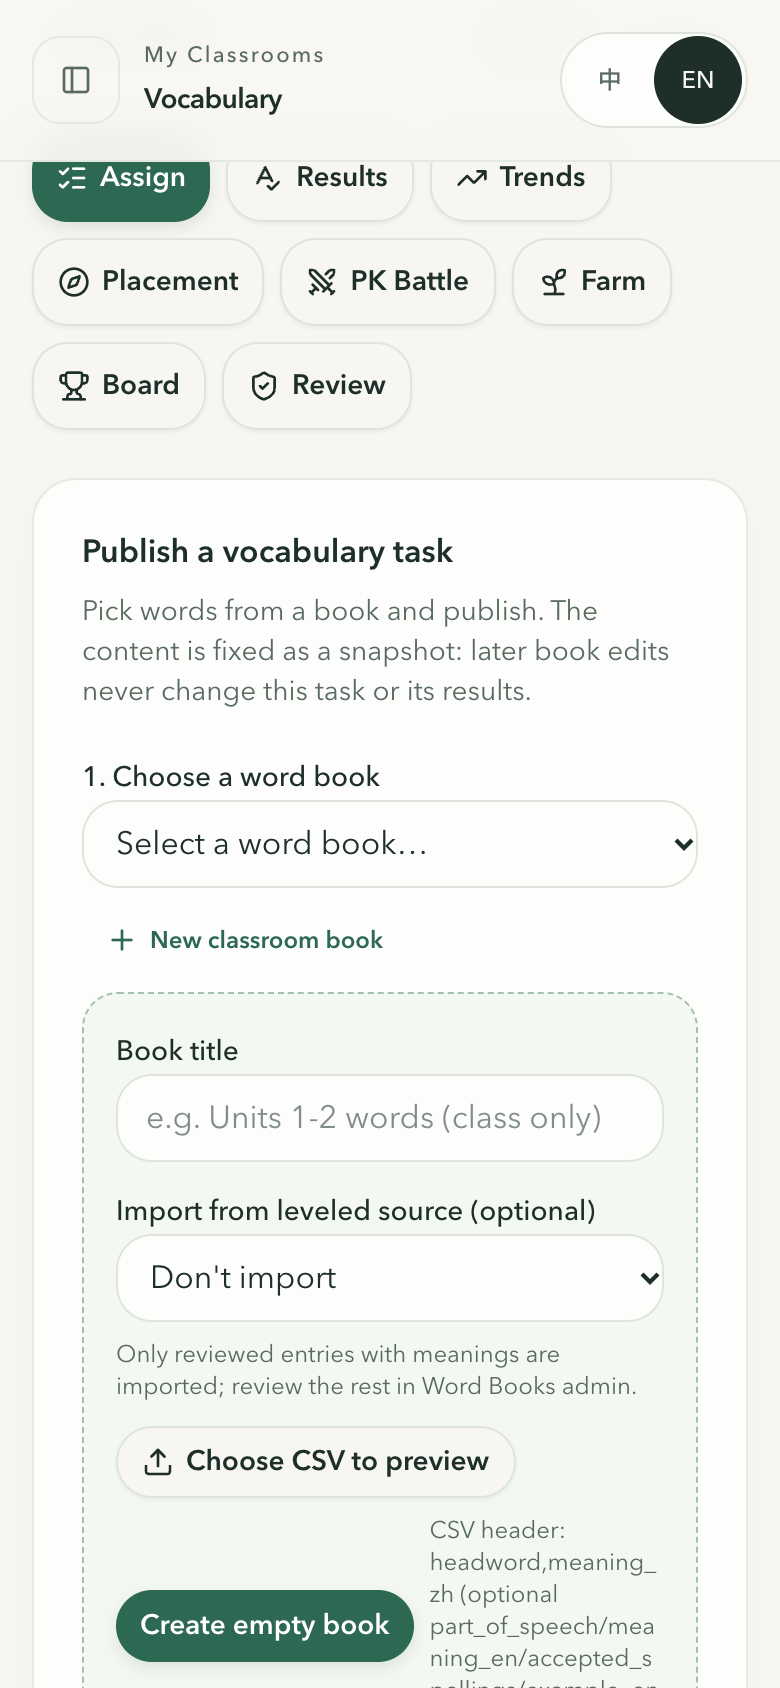 My Classrooms
Vocabulary
中
EN
Assign
Results
Trends
Placement
PK Battle
Farm
Board
Review
Publish a vocabulary task
Pick words from a book and publish. The
content is fixed as a snapshot: later book edits
never change this task or its results.
1. Choose a word book
Select a word book...
New classroom book
Book title
e.g. Units 1-2 words (class only)
Import from leveled source (optional)
Don't import
Only reviewed entries with meanings are
imported; review the rest in Word Books admin.
Choose CSV to preview
Create empty book
CSV header:
headword,meaning_
zh (optional
part_of_speech/mea
ning_en/accepted_s